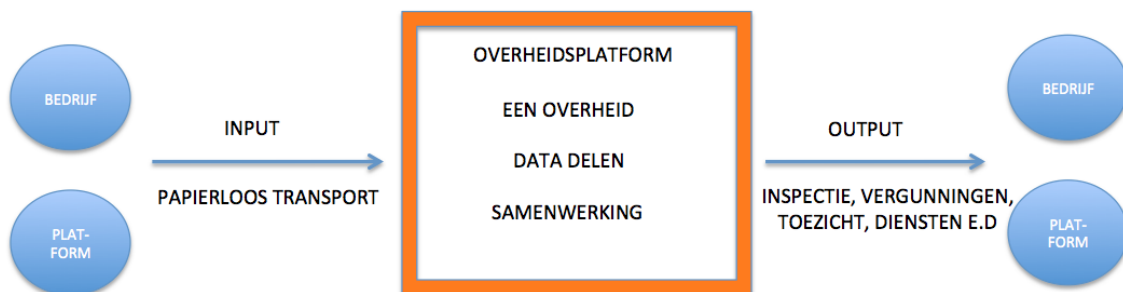 BEDRIJF
PLAT-
FORM
INPUT
PAPIERLOOS TRANSPORT
OVERHEIDSPLATFORM
EEN OVERHEID
DATA DELEN
SAMENWERKING
OUTPUT
INSPECTIE, VERGUNNINGEN,
TOEZICHT, DIENSTEN E.D
BEDRIJF
PLAT-
FORM